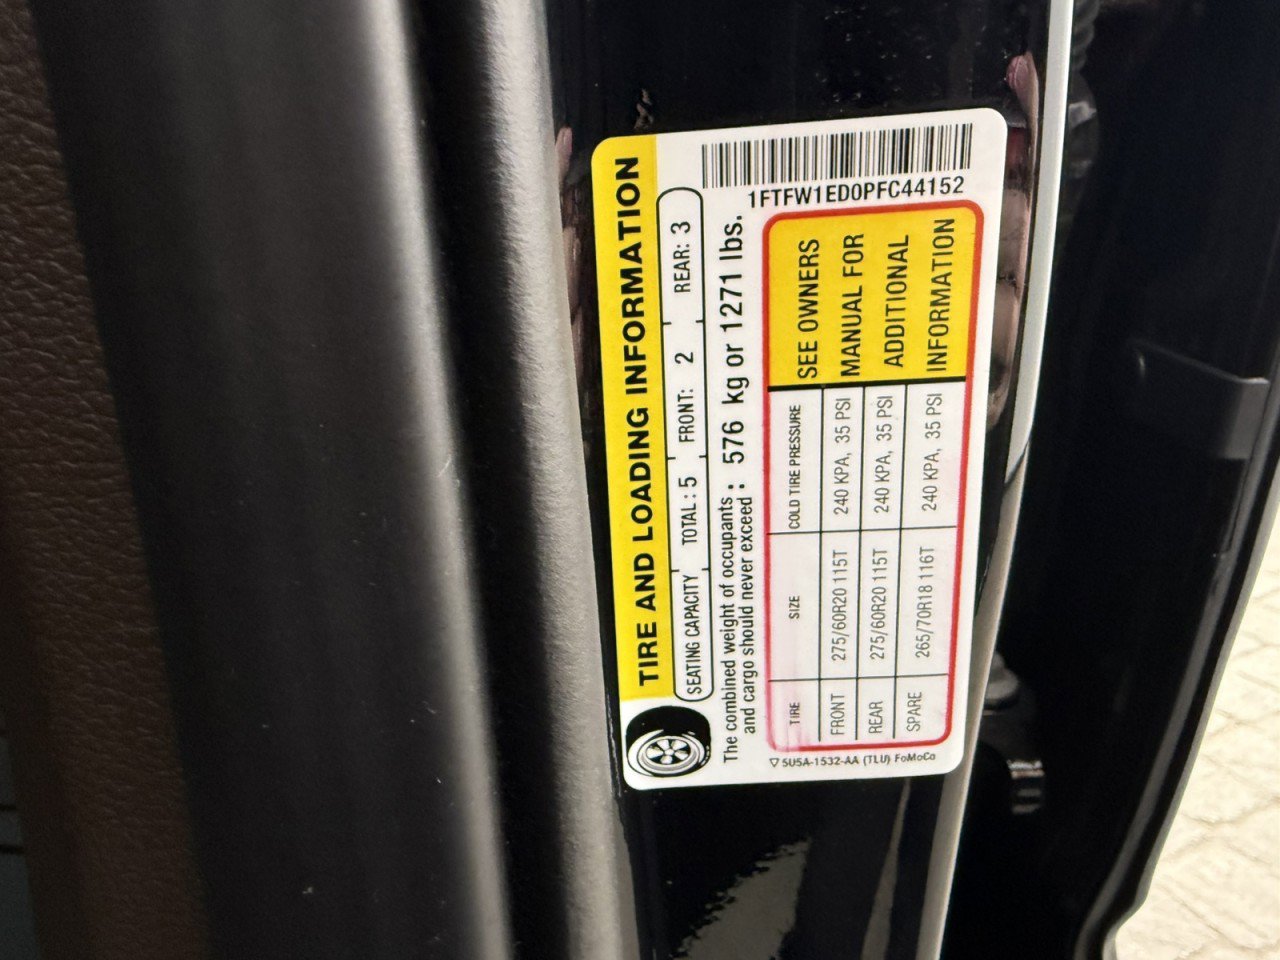 TIRE AND LOADING INFORMATION
SEATING CAPACITY TOTAL: 5 FRONT: 2 REAR: 3
The combined weight of occupants
and cargo should never exceed : 576 kg or 1271 lbs.
TIRE SIZE COLD TIRE PRESSURE
FRONT 275/60R20 115T 240 KPA, 35 PSI
REAR 275/60R20 115T 240 KPA, 35 PSI
SPARE 265/70R18 116T 240 KPA, 35 PSI
SEE OWNERS
MANUAL FOR
ADDITIONAL
INFORMATION
5U5A-1532-AA (TLU) FoMoCo
1FTFW1ED0PFC44152